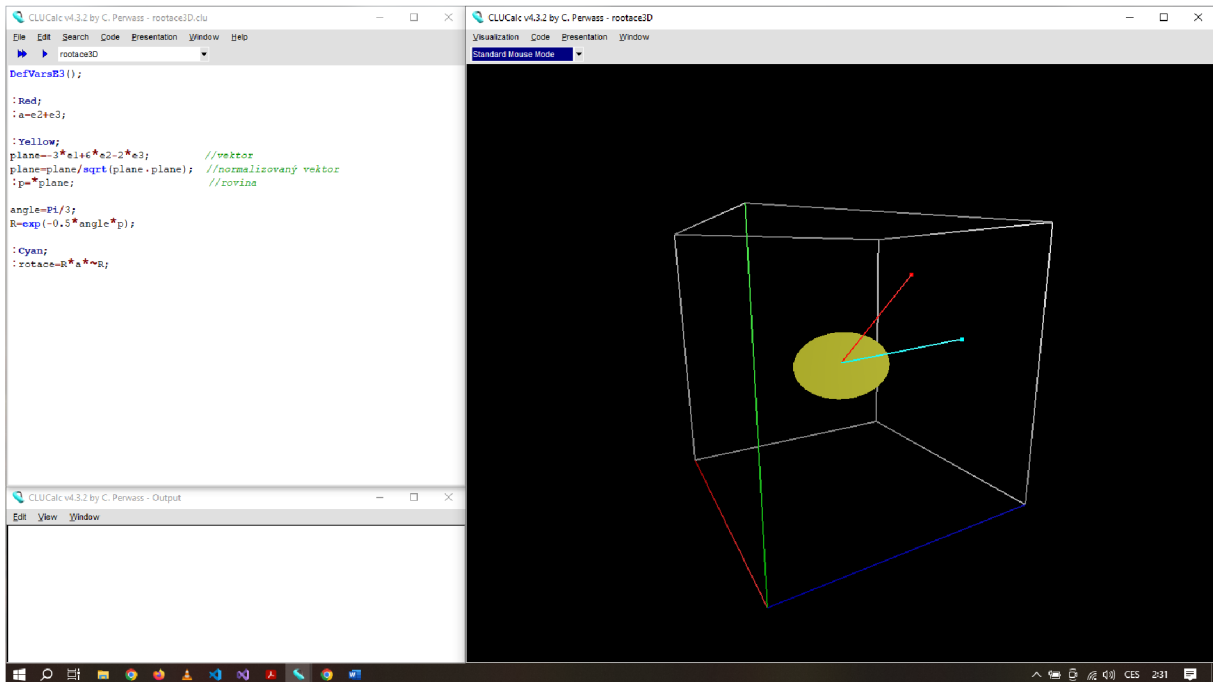 CLUCalc v4.3.2 by C. Perwass - rootace3D.clu
File Edit Search Code Presentation Window Help
rootace3D
DefVarsE3();
:Red;
:a=e2+e3;
:Yellow;
plane=-3*e1+6*e2-2*e3; //vektor
plane=plane/sqrt(plane.plane); //normalizovaný vektor
:p=*plane; //rovina
angle=Pi/3;
R=exp(-0.5*angle*p);
:Cyan;
:rotace=R*a*~R;
CLUCalc v4.3.2 by C. Perwass - Output
Edit View Window
CLUCalc v4.3.2 by C. Perwass - rootace3D
Visualization Code Presentation Window
Standard Mouse Mode
CES 2:31